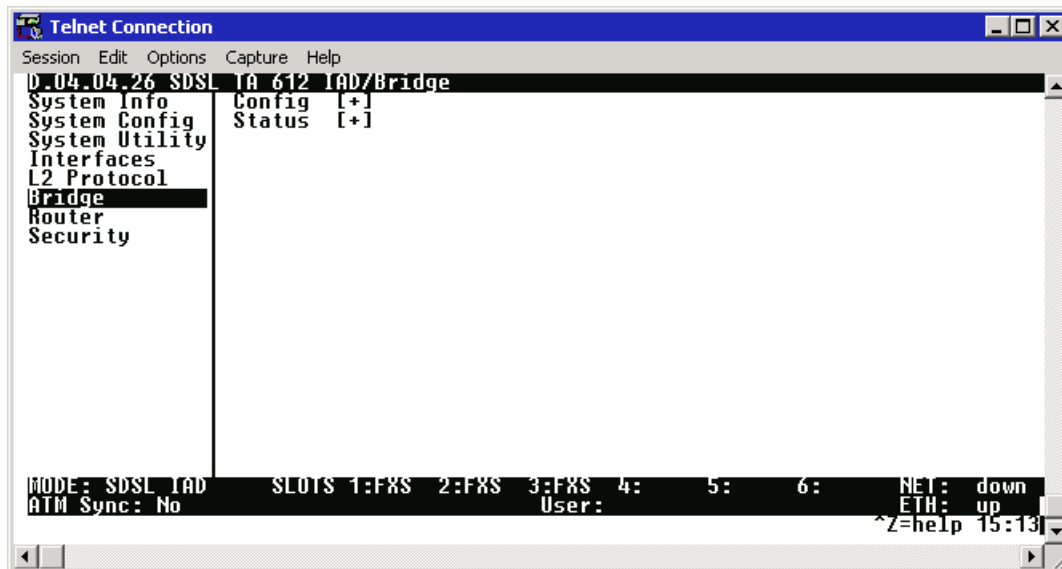 Telnet Connection
Session Edit Options Capture Help
D.04.04.26 SDSL TA 612 IAD/Bridge
System Info Config [+]
System Config Status [+]
System Utility
Interfaces
L2 Protocol
Bridge
Router
Security
MODE: SDSL IAD SLOTS 1:FXS 2:FXS 3:FXS 4: 5: 6: NET: down
ATM Sync: No User: ETH: up
^Z=help 15:13